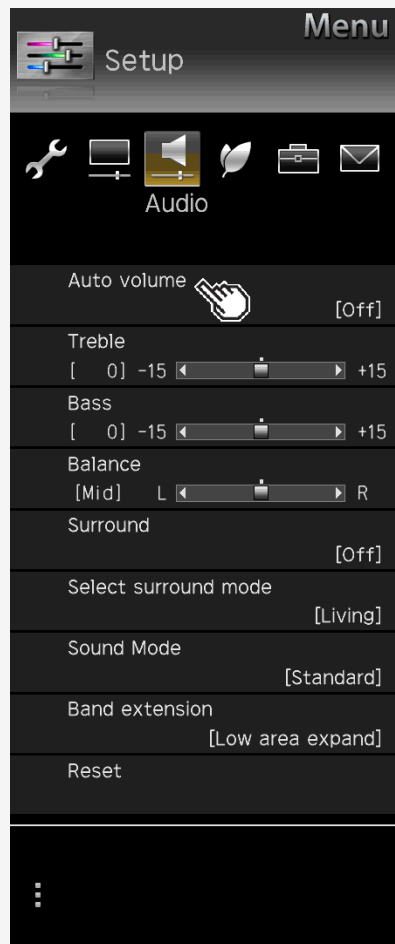 Menu
Setup
Audio
Auto volume
[Off]
Treble
[ 0] -15 +15
Bass
[ 0] -15 +15
Balance
[Mid] L R
Surround
[Off]
Select surround mode
[Living]
Sound Mode
[Standard]
Band extension
[Low area expand]
Reset